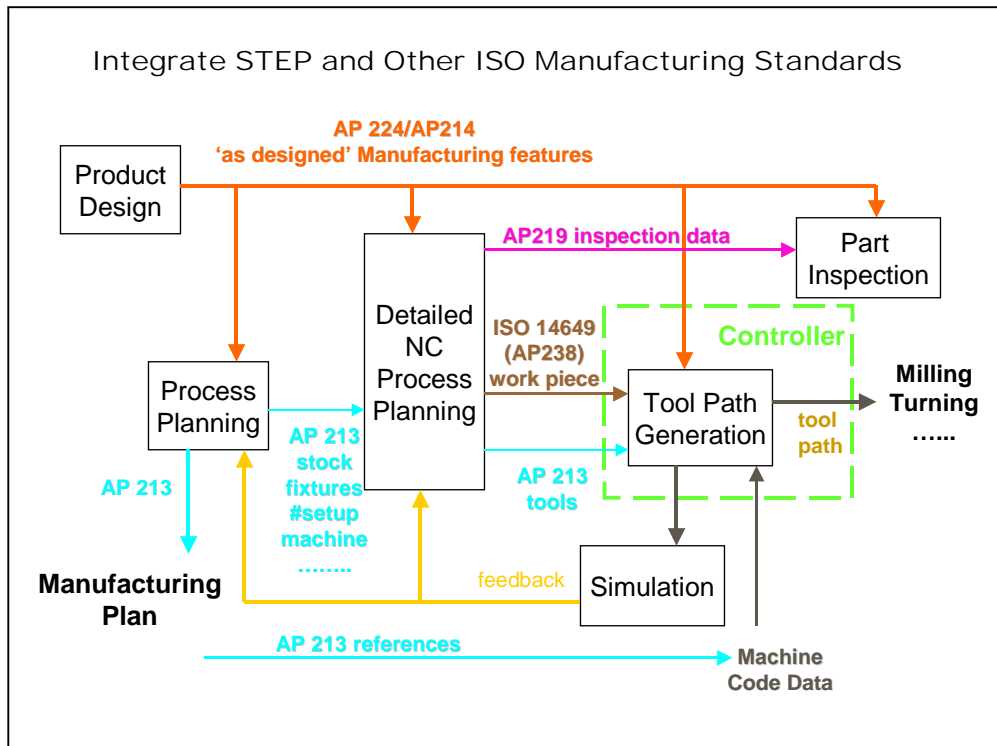 Integrate STEP and Other ISO Manufacturing Standards
AP 224/AP214
‘as designed’ Manufacturing features
Product
Design
AP219 inspection data
Part
Inspection
Detailed
NC
Process
Planning
ISO 14649
(AP238)
work piece
Controller
Process
Planning
Tool Path
Generation
Milling
Turning
…...
tool
path
AP 213
stock
fixtures
#setup
machine
……..
AP 213
AP 213
tools
Manufacturing
Plan
feedback
Simulation
AP 213 references
Machine
Code Data